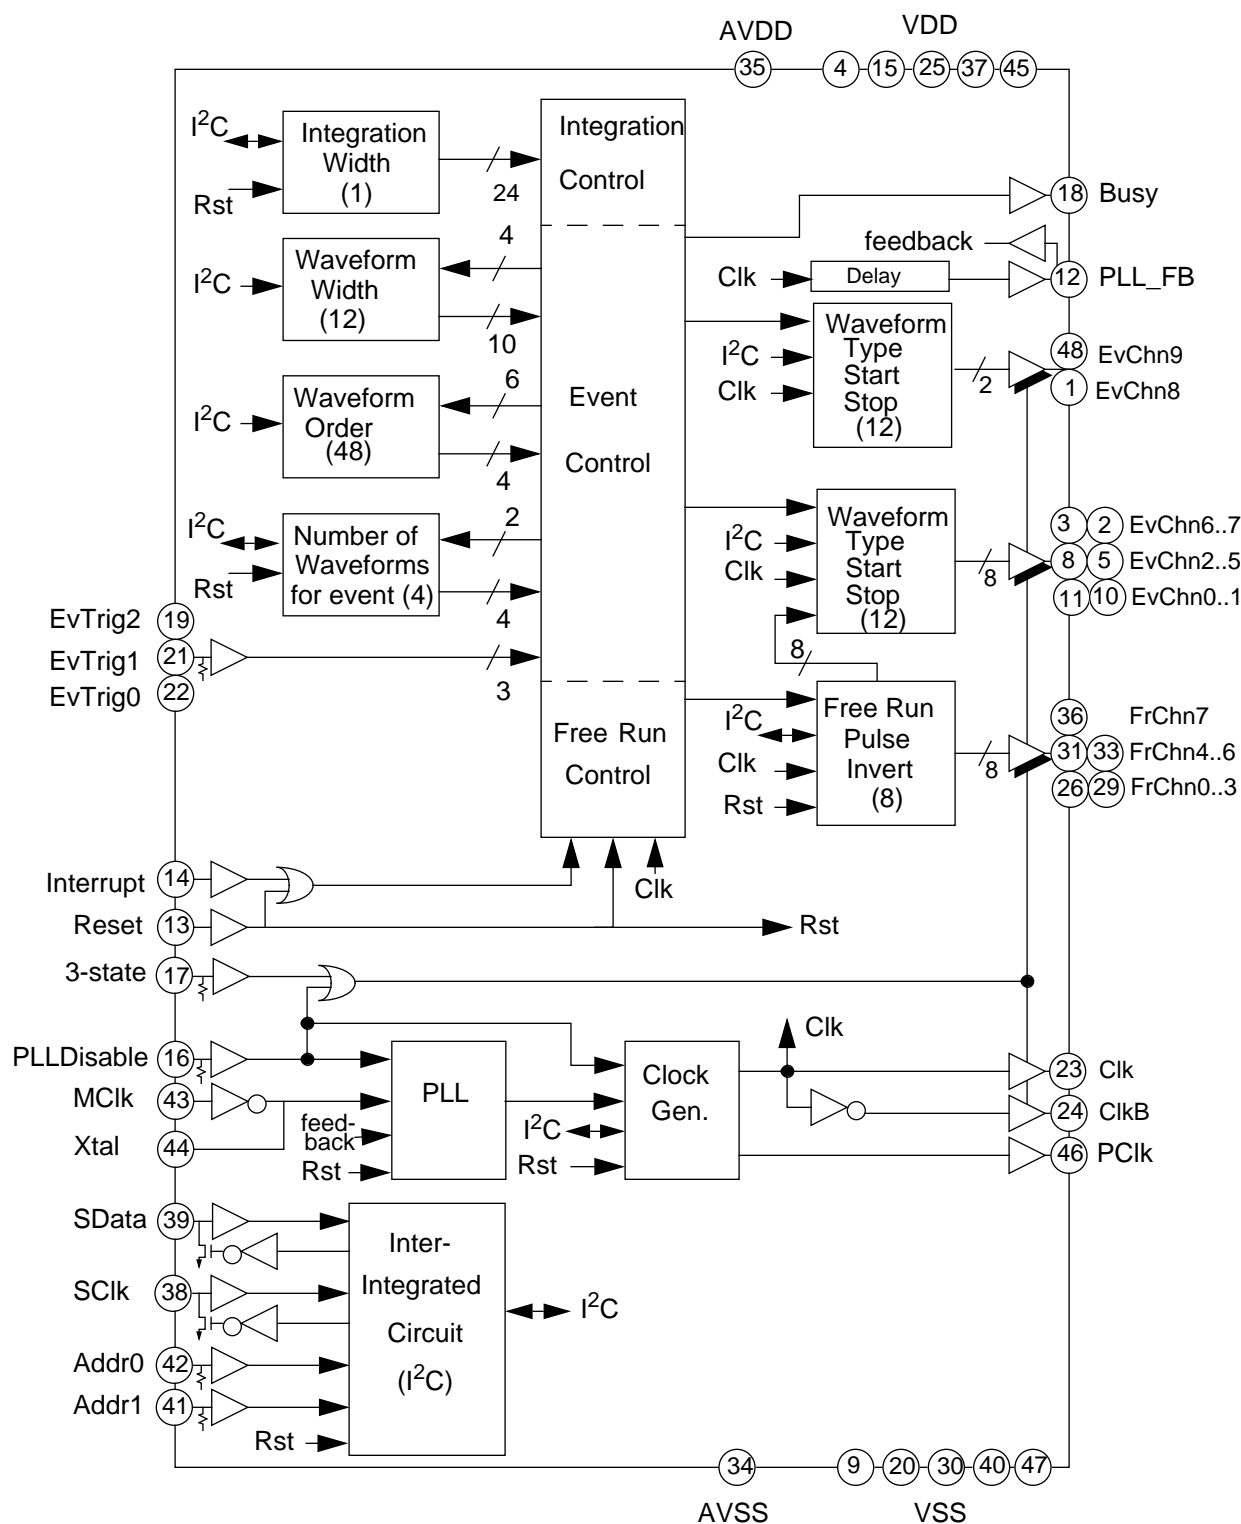 AVDD
VDD
35
4
15
25
37
45
I²C
Rst
Integration
Width
(1)
24
Integration
Control
18
Busy
feedback
12
PLL_FB
Clk
Delay
I²C
Waveform
Width
(12)
4
10
I²C
Clk
Waveform
Type
Start
Stop
(12)
2
48
EvChn9
1
EvChn8
I²C
Waveform
Order
(48)
6
4
Event
Control
I²C
Rst
Number of
Waveforms
for event (4)
2
4
I²C
Clk
Waveform
Type
Start
Stop
(12)
8
3
2
EvChn6..7
8
5
EvChn2..5
11
10
EvChn0..1
EvTrig2
19
EvTrig1
21
EvTrig0
22
3
8
Free Run
Control
I²C
Clk
Rst
Free Run
Pulse
Invert
(8)
8
36
FrChn7
31
33
FrChn4..6
26
29
FrChn0..3
Interrupt
14
Clk
Reset
13
Rst
3-state
17
Clk
PLLDisable
16
MClk
43
Xtal
44
feed-
back
Rst
PLL
I²C
Rst
Clock
Gen.
23
Clk
24
ClkB
46
PClk
SData
39
SClk
38
Addr0
42
Addr1
41
Rst
Inter-
Integrated
Circuit
(I²C)
I²C
34
9
20
30
40
47
AVSS
VSS